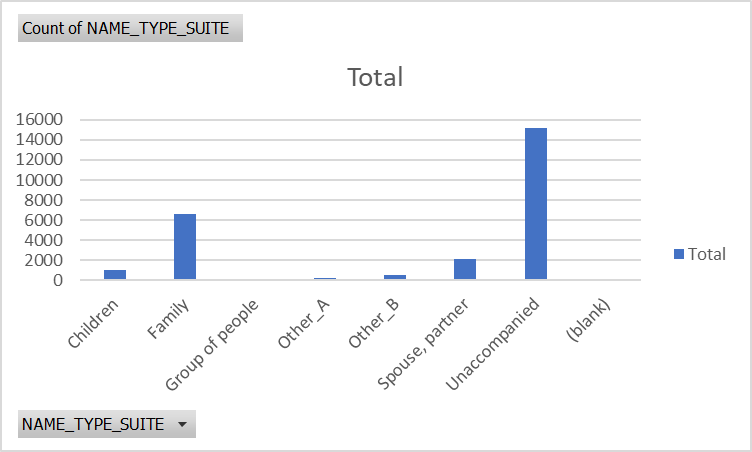 Count of NAME_TYPE_SUITE
Total
16000
14000
12000
10000
8000
6000
4000
2000
0
Children
Family
Group of people
Other_A
Other_B
Spouse, partner
Unaccompanied
(blank)
Total
NAME_TYPE_SUITE